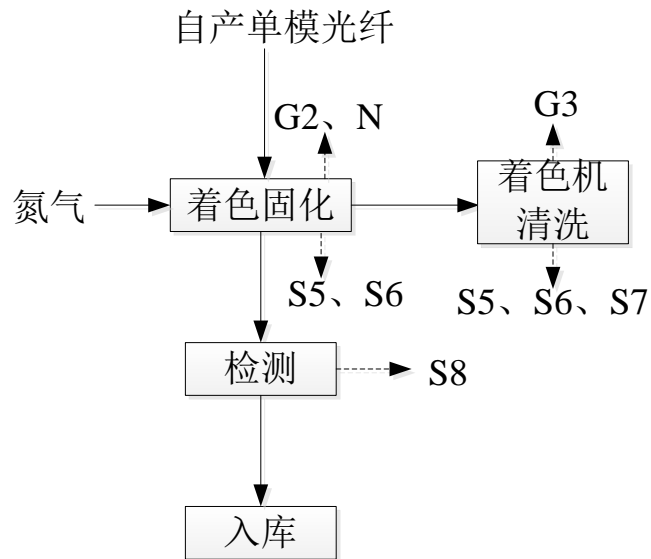 自产单模光纤
G2、N
G3
氮气
着色固化
着色机
清洗
S5、S6
S5、S6、S7
检测
S8
入库